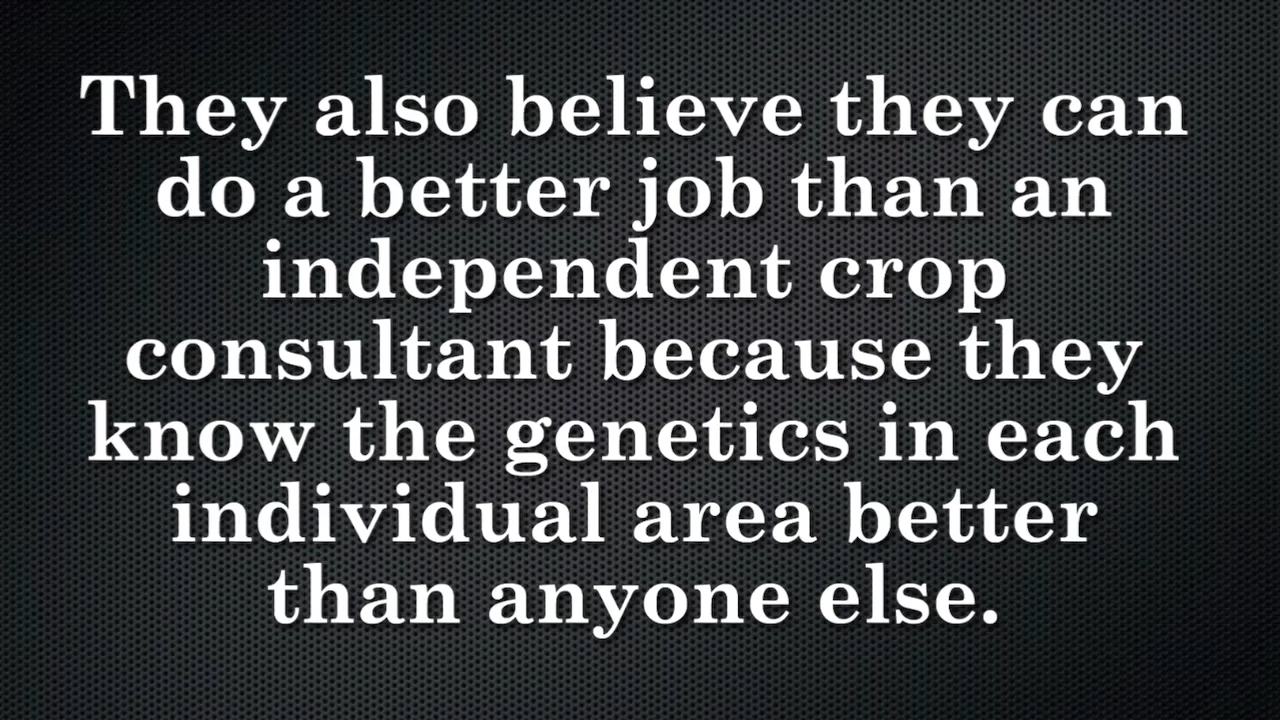 They also believe they can
do a better job than an
independent crop
consultant because they
know the genetics in each
individual area better
than anyone else.